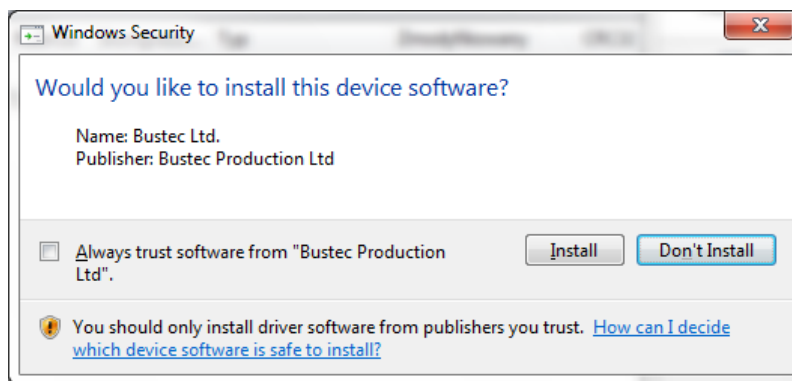 Windows Security
Would you like to install this device software?
Name: Bustec Ltd.
Publisher: Bustec Production Ltd
Always trust software from "Bustec Production
Ltd".
Install
Don't Install
You should only install driver software from publishers you trust. How can I decide
which device software is safe to install?